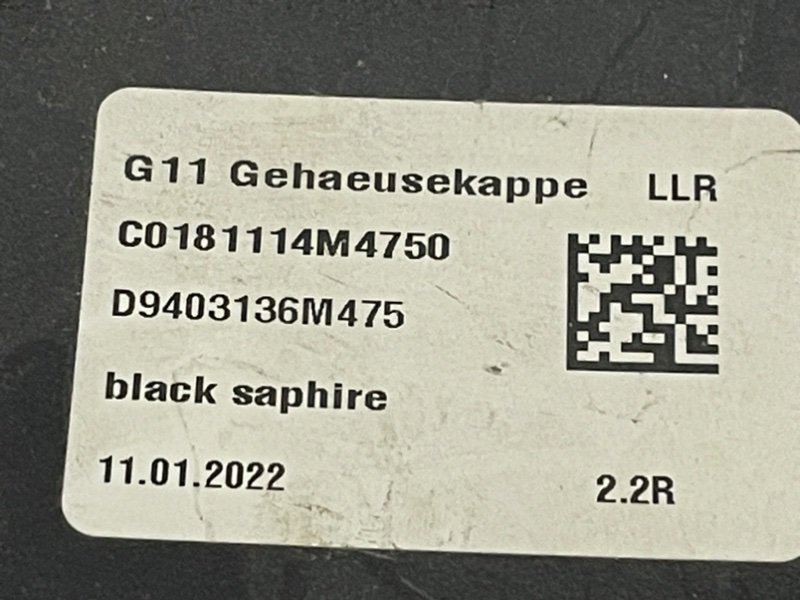 G11 Gehaeusekappe LLR
C0181114M4750
D9403136M475
black saphire
11.01.2022 2.2R